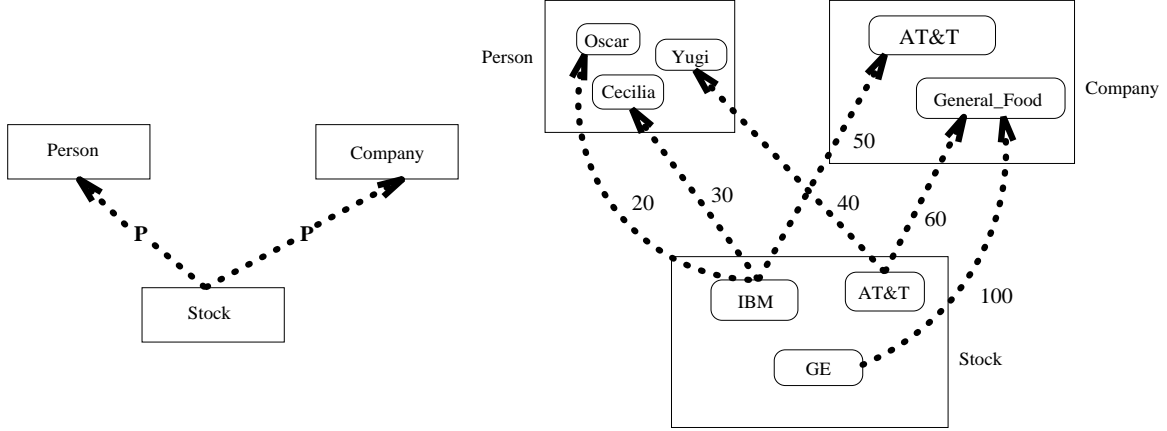 Person
Company
P
P
Stock
Person
Oscar
Yugi
Cecilia
AT&T
General_Food
Company
50
20
30
40
60
100
IBM
AT&T
GE
Stock